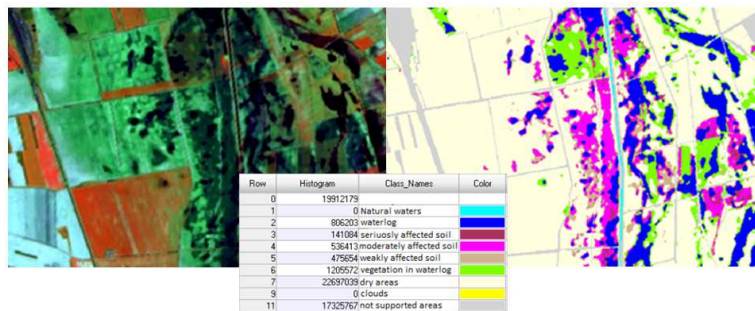 Row Histogram Class_Names Color
0 19912179
1 0 Natural waters
2 806203 waterlog
3 141084 seriuosly affected soil
4 536413 moderately affected soil
5 475654 weakly affected soil
6 1205572 vegetation in waterlog
7 22697039 dry areas
9 0 clouds
11 17325767 not supported areas